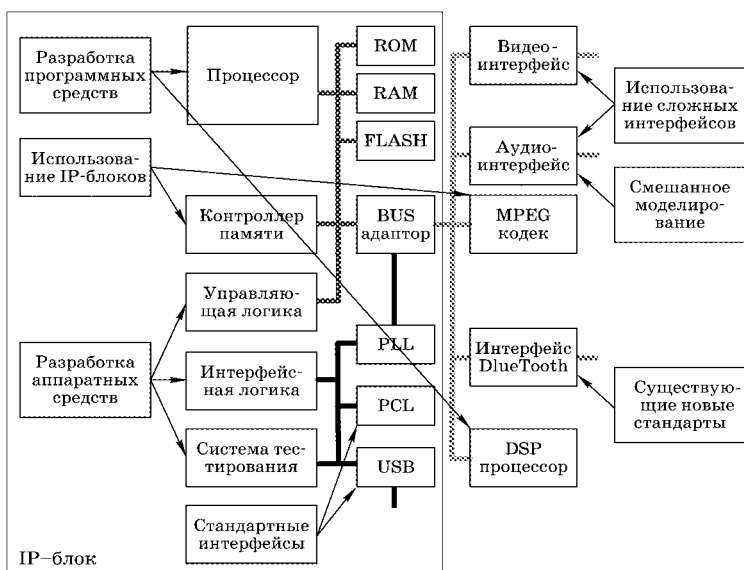 Разработка
программных
средств
Процессор
ROM
RAM
FLASH
Видео-
интерфейс
Использова-
ние сложных
интерфейсов
Использование
IP-блоков
Аудио-
интерфейс
Смешанное
моделиро-
вание
Контроллер
памяти
BUS
адаптор
MPEG
кодек
Управляю-
щая логика
Разработка
аппаратных
средств
Интерфейс-
ная логика
PLL
Интерфейс
DlueTooth
PCL
Существую-
щие новые
стандарты
Система тес-
тирования
USB
DSP
процессор
Стандартные
интерфейсы
IP–блок